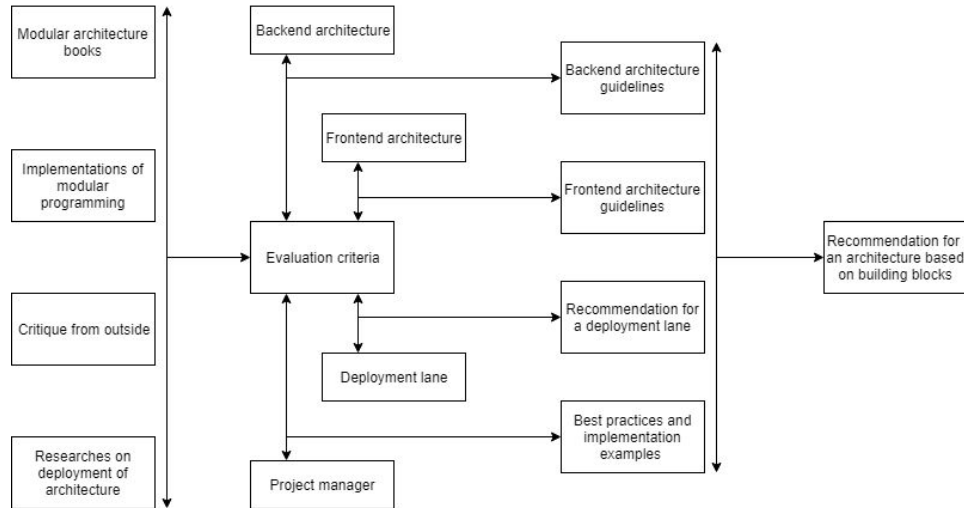 Modular architecture
books
Implementations of
modular
programming
Critique from outside
Researches on
deployment of
architecture
Backend architecture
Frontend architecture
Evaluation criteria
Deployment lane
Project manager
Backend architecture
guidelines
Frontend architecture
guidelines
Recommendation for
a deployment lane
Best practices and
implementation
examples
Recommendation for
an architecture based
on building blocks